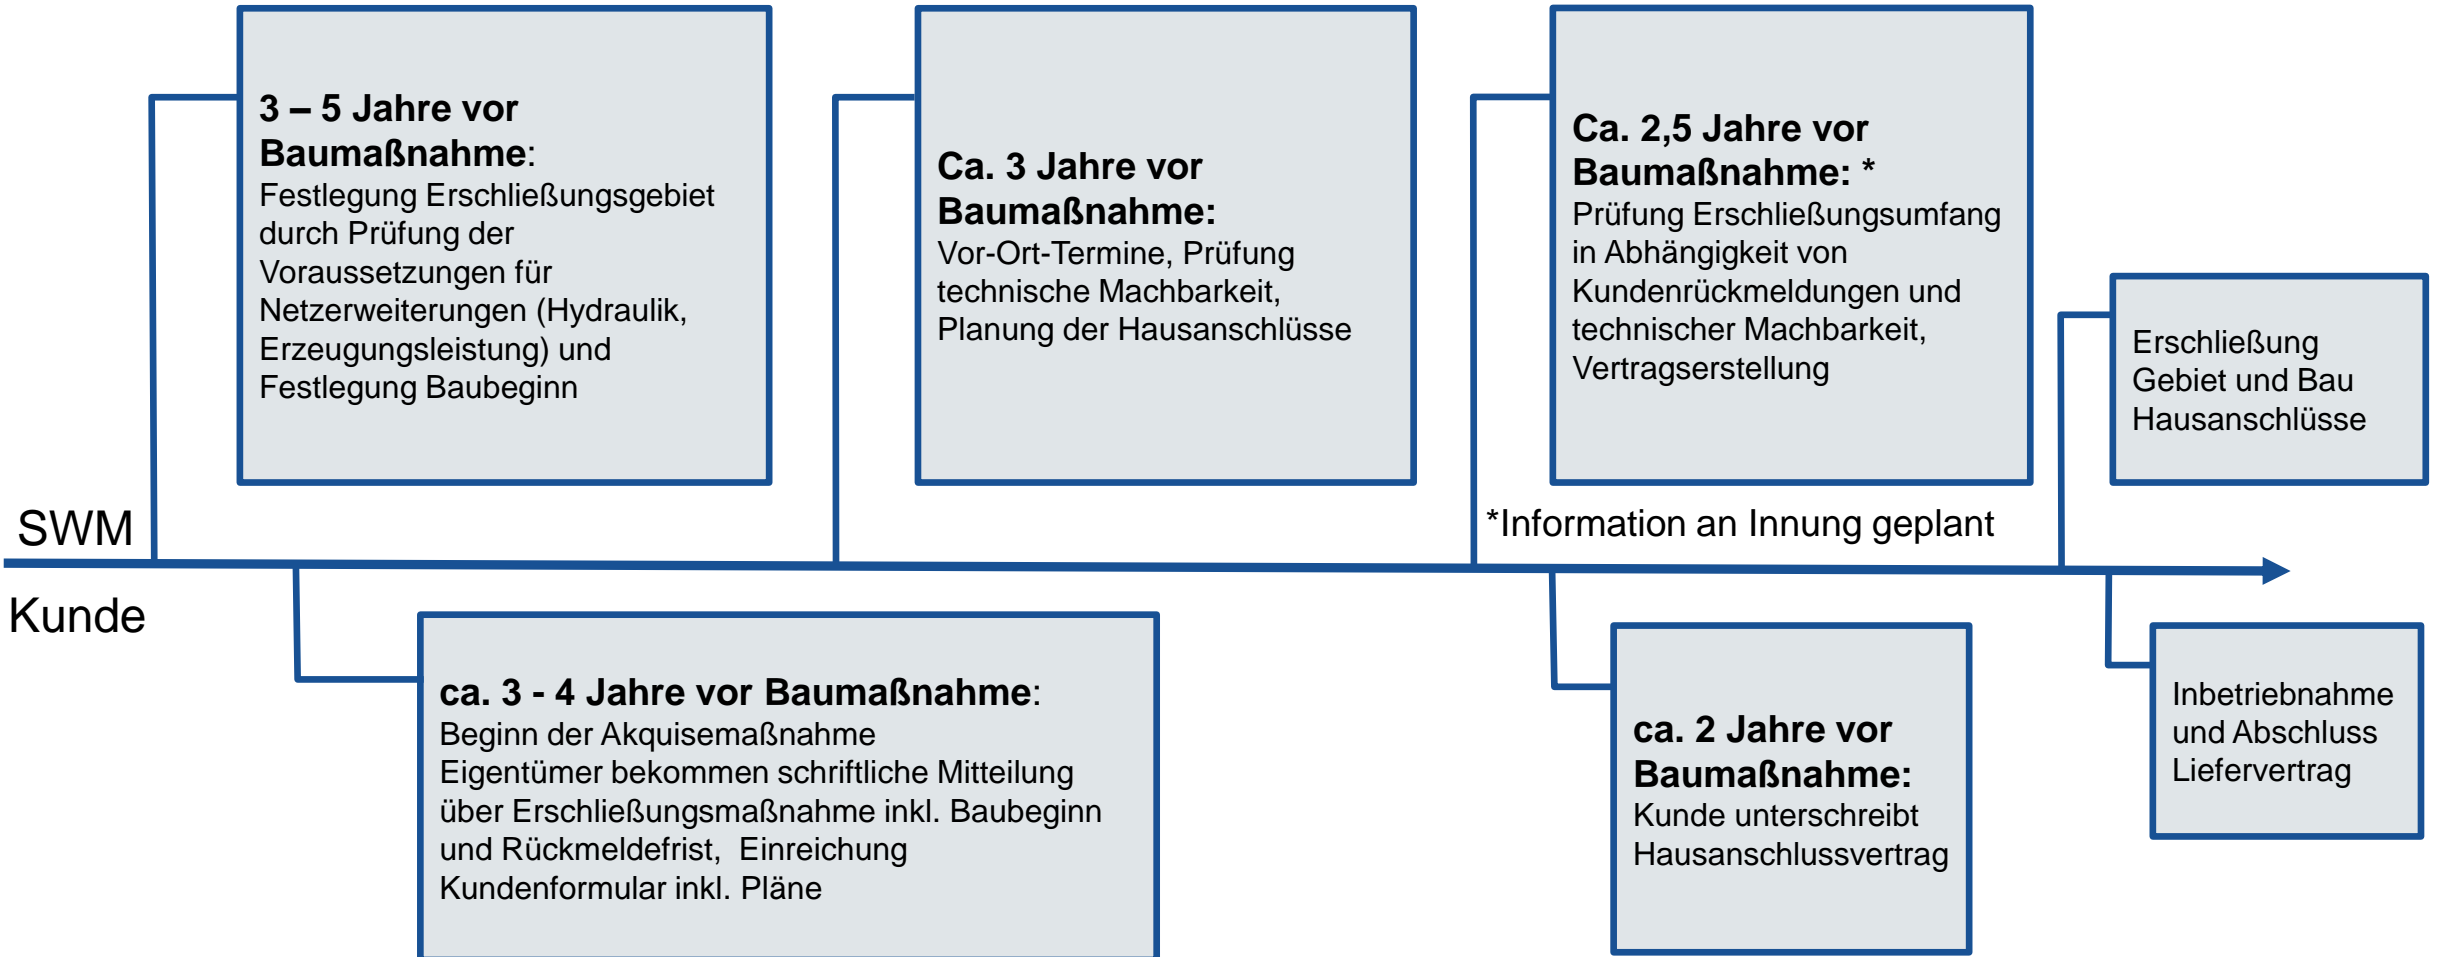 3 – 5 Jahre vor
Baumaßnahme:
Festlegung Erschließungsgebiet
durch Prüfung der
Voraussetzungen für
Netzerweiterungen (Hydraulik,
Erzeugungsleistung) und
Festlegung Baubeginn
Ca. 3 Jahre vor
Baumaßnahme:
Vor-Ort-Termine, Prüfung
technische Machbarkeit,
Planung der Hausanschlüsse
Ca. 2,5 Jahre vor
Baumaßnahme: *
Prüfung Erschließungsumfang
in Abhängigkeit von
Kundenrückmeldungen und
technischer Machbarkeit,
Vertragserstellung
Erschließung
Gebiet und Bau
Hausanschlüsse
SWM
*Information an Innung geplant
Kunde
ca. 3 - 4 Jahre vor Baumaßnahme:
Beginn der Akquisemaßnahme
Eigentümer bekommen schriftliche Mitteilung
über Erschließungsmaßnahme inkl. Baubeginn
und Rückmeldefrist, Einreichung
Kundenformular inkl. Pläne
ca. 2 Jahre vor
Baumaßnahme:
Kunde unterschreibt
Hausanschlussvertrag
Inbetriebnahme
und Abschluss
Liefervertrag